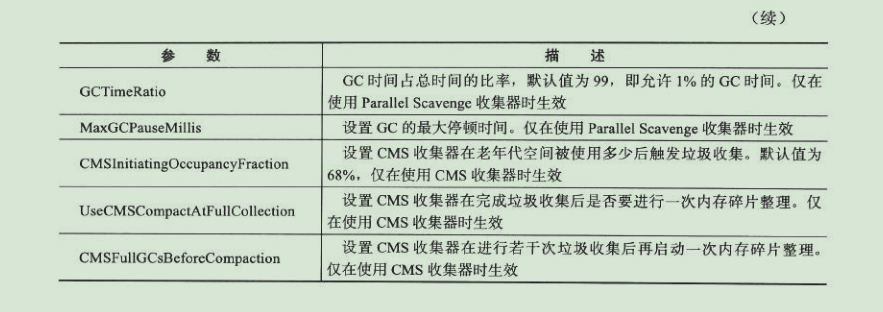 （续）
参 数 描 述
GCTimeRatio
GC 时间占总时间的比率，默认值为 99，即允许 1% 的 GC 时间。仅在
使用 Parallel Scavenge 收集器时生效
MaxGCPauseMillis 设置 GC 的最大停顿时间。仅在使用 Parallel Scavenge 收集器时生效
CMSInitiatingOccupancyFraction
设置 CMS 收集器在老年代空间被使用多少后触发垃圾收集。默认值为
68%，仅在使用 CMS 收集器时生效
UseCMSCompactAtFullCollection
设置 CMS 收集器在完成垃圾收集后是否要进行一次内存碎片整理。仅
在使用 CMS 收集器时生效
CMSFullGCsBeforeCompaction
设置 CMS 收集器在进行若干次垃圾收集后再启动一次内存碎片整理。
仅在使用 CMS 收集器时生效